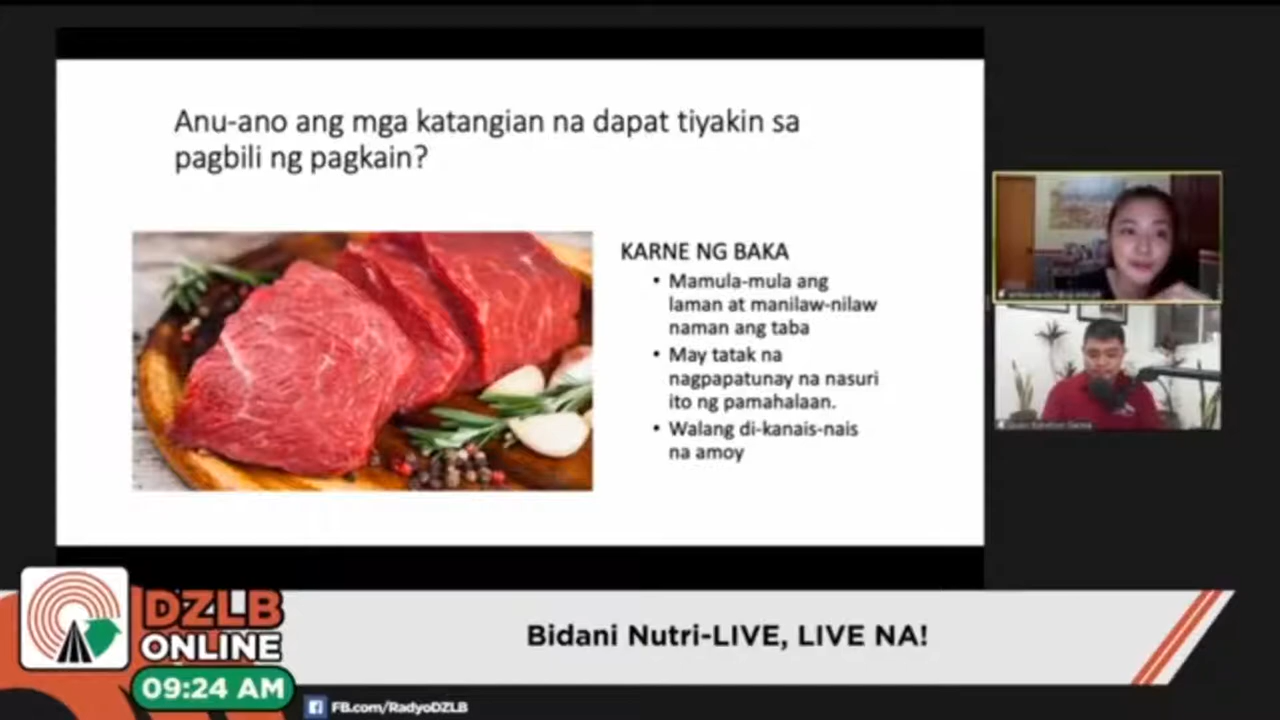 Anu-ano ang mga katangian na dapat tiyakin sa
pagbili ng pagkain?
KARNE NG BAKA
• Mamula-mula ang
laman at manilaw-nilaw
naman ang taba
• May tatak na
nagpapatunay na nasuri
ito ng pamahalaan.
• Walang di-kanais-nais
na amoy
DZLB
ONLINE
09:24 AM
Bidani Nutri-LIVE, LIVE NA!
FB.com/RadyoDZLB